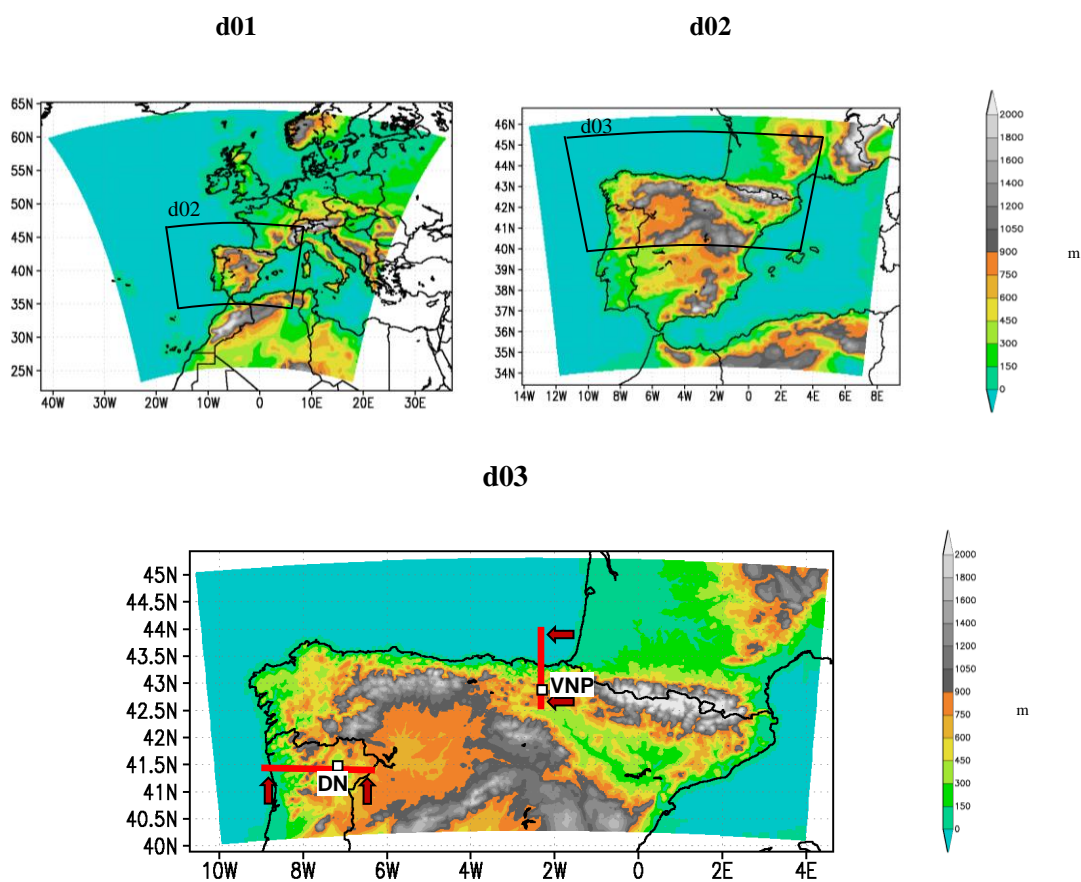 d01
d02
65N
60N
55N
50N
45N
40N
35N
30N
25N
d02
40W
30W
20W
10W
0
10E
20E
30E
46N
45N
44N
43N
42N
40N
39N
38N
37N
36N
35N
34N
d03
14W
12W
10W
8W
6W
4W
2W
0
2E
4E
6E
8E
2000
1800
1600
1400
1200
1050
900
750
600
450
300
150
0
m
d03
45N
44.5N
44N
43.5N
43N
42.5N
42N
41.5N
41N
40.5N
40N
VNP
DN
10W
8W
6W
4W
2W
0
2E
4E
2000
1800
1600
1400
1200
1050
900
750
600
450
300
150
0
m